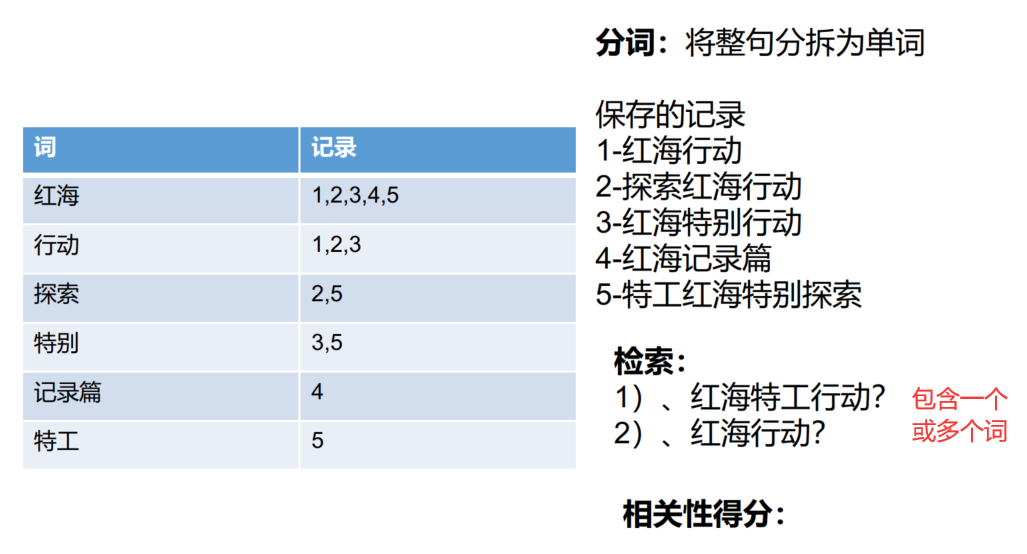 分词：将整句分拆为单词
保存的记录
1-红海行动
2-探索红海行动
3-红海特别行动
4-红海记录篇
5-特工红海特别探索
词 记录
红海 1,2,3,4,5
行动 1,2,3
探索 2,5
特别 3,5
记录篇 4
特工 5
检索：
1）、红海特工行动？
2）、红海行动？
包含一个
或多个词
相关性得分：